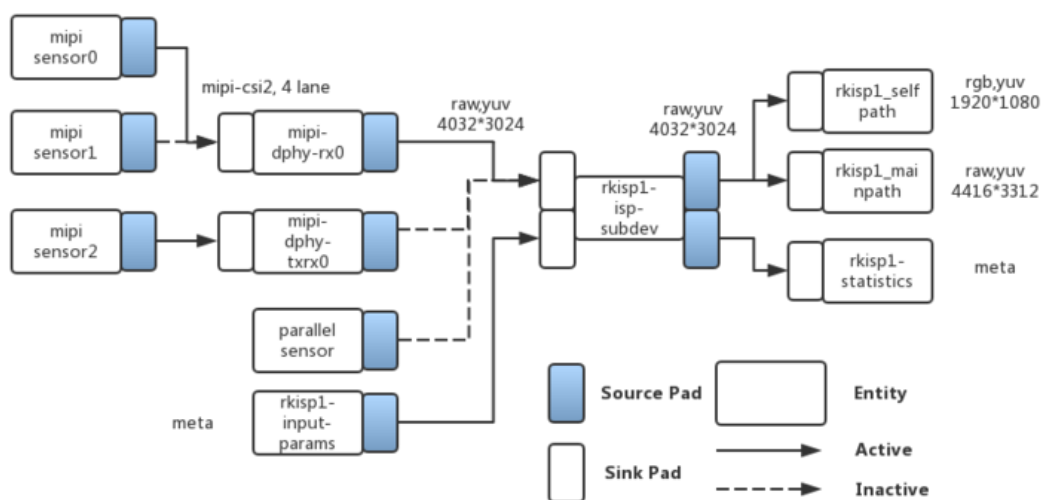 mipi
sensor0
mipi-csi2, 4 lane
mipi
sensor1
mipi-
dphy-rx0
raw,yuv
4032*3024
mipi
sensor2
mipi-
dphy-
txrx0
parallel
sensor
meta
rkisp1-
input-
params
rkisp1-
isp-
subdev
raw,yuv
4032*3024
rkisp1_self
path
rgb,yuv
1920*1080
rkisp1_mai
npath
raw,yuv
4416*3312
rkisp1-
statistics
meta
Source Pad
Entity
Sink Pad
Active
Inactive